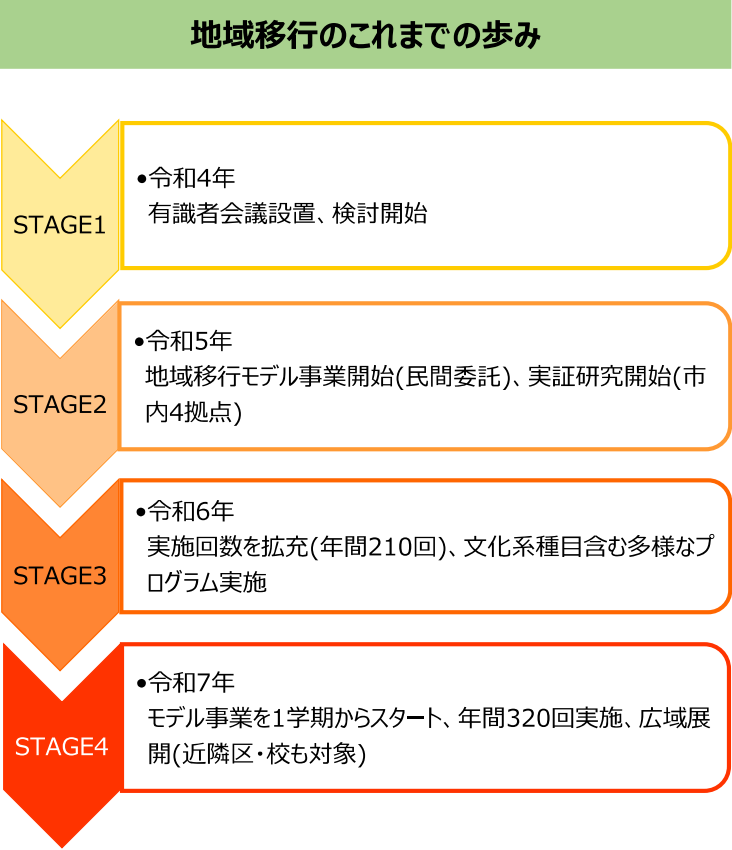 地域移行のこれまでの歩み
STAGE1
•令和4年
有識者会議設置、検討開始
STAGE2
•令和5年
地域移行モデル事業開始(民間委託)、実証研究開始(市
内4拠点)
STAGE3
•令和6年
実施回数を拡充(年間210回)、文化系種目含む多様なプ
ログラム実施
STAGE4
•令和7年
モデル事業を1学期からスタート、年間320回実施、広域展
開(近隣区・校も対象)